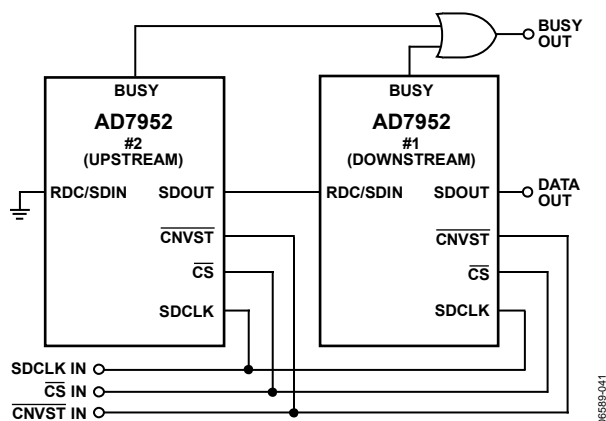 BUSY
OUT
BUSY
AD7952
#2
(UPSTREAM)
RDC/SDIN SDOUT
CNVST
CS
SDCLK
BUSY
AD7952
#1
(DOWNSTREAM)
RDC/SDIN SDOUT
CNVST
CS
SDCLK
DATA
OUT
SDCLK IN
CS IN
CNVST IN
06589-041